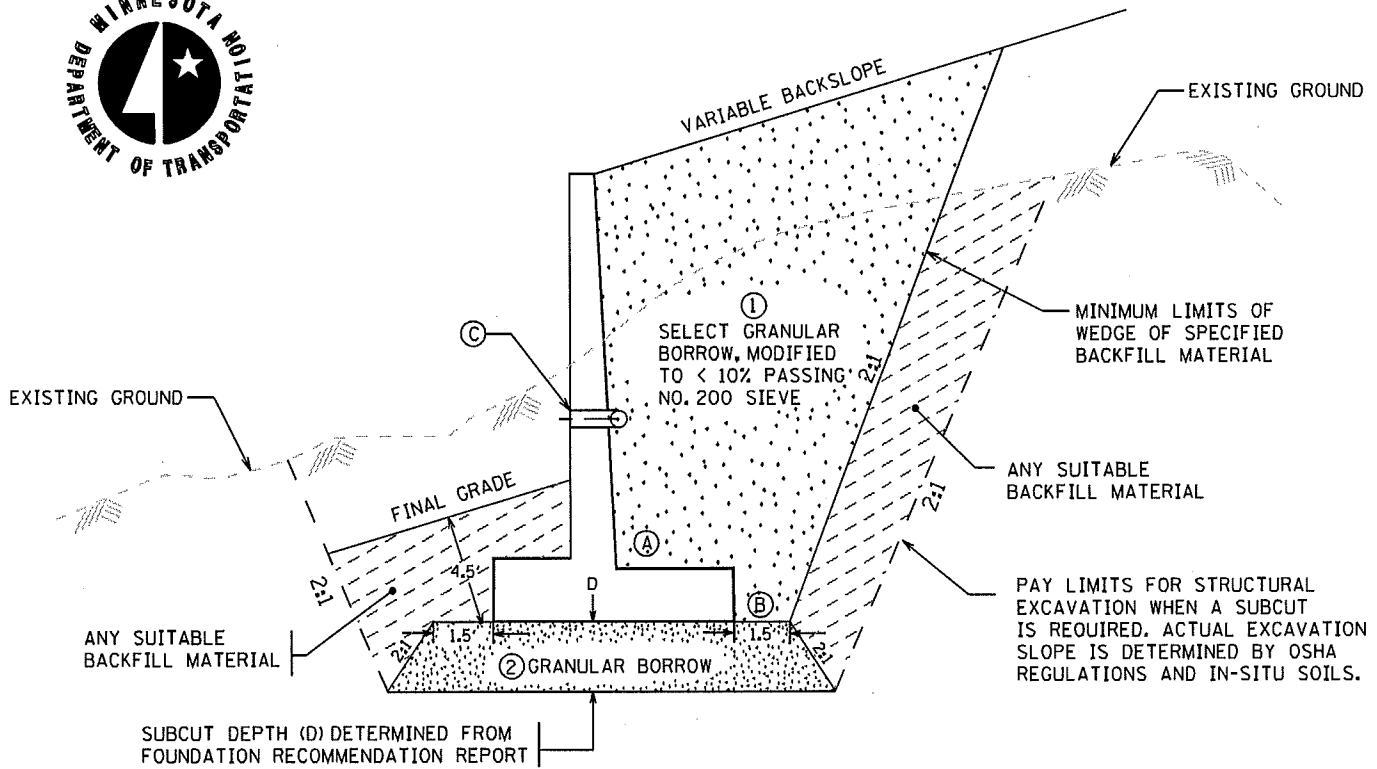 MINNESOTA
DEPARTMENT OF TRANSPORTATION
VARIABLE BACKSLOPE
EXISTING GROUND
1
SELECT GRANULAR
BORROW, MODIFIED
TO < 10% PASSING
NO. 200 SIEVE
2:1
MINIMUM LIMITS OF
WEDGE OF SPECIFIED
BACKFILL MATERIAL
C
EXISTING GROUND
ANY SUITABLE
BACKFILL MATERIAL
2:1
FINAL GRADE
4.5'
2:1
A
D
B
PAY LIMITS FOR STRUCTURAL
EXCAVATION WHEN A SUBCUT
IS REQUIRED. ACTUAL EXCAVATION
SLOPE IS DETERMINED BY OSHA
REGULATIONS AND IN-SITU SOILS.
ANY SUITABLE
BACKFILL MATERIAL
2:1
1.5'
1.5'
2:1
2 GRANULAR BORROW
SUBCUT DEPTH (D) DETERMINED FROM
FOUNDATION RECOMMENDATION REPORT